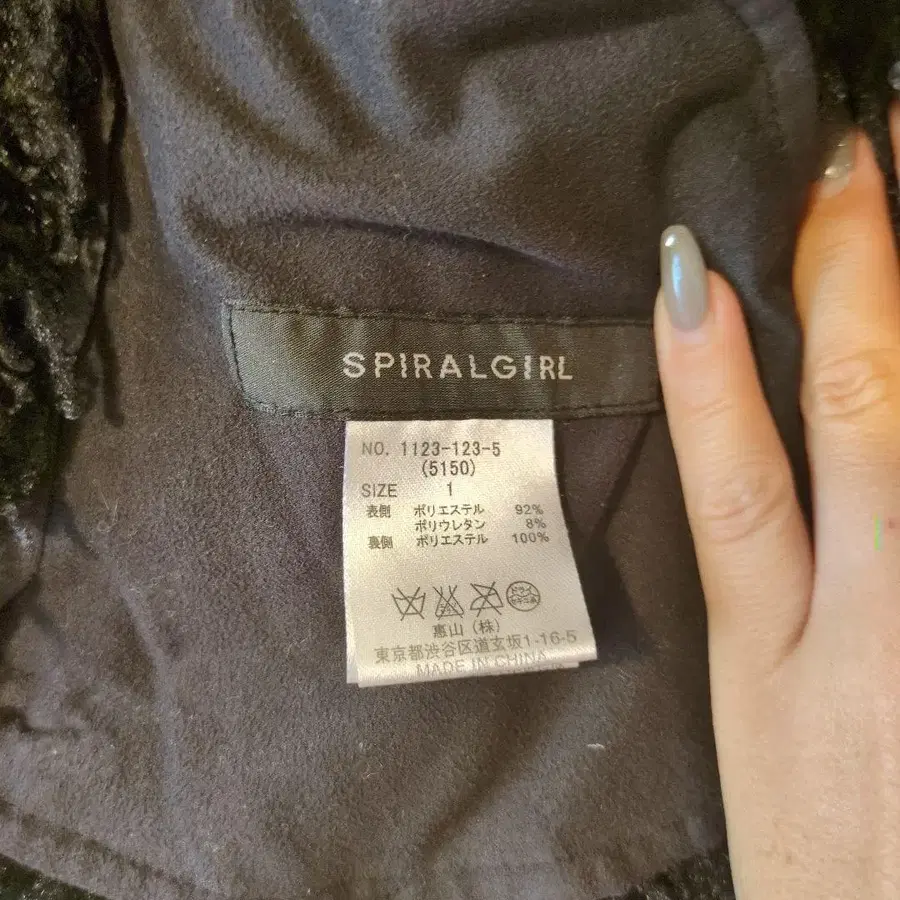 SPIRALGIRL
NO. 1123-123-5
(5150)
SIZE 1
表側 ポリエステル 92%
ポリウレタン 8%
裏側 ポリエステル 100%
惠山（株）
東京都渋谷区道玄坂1-16-5
MADE IN CHINA